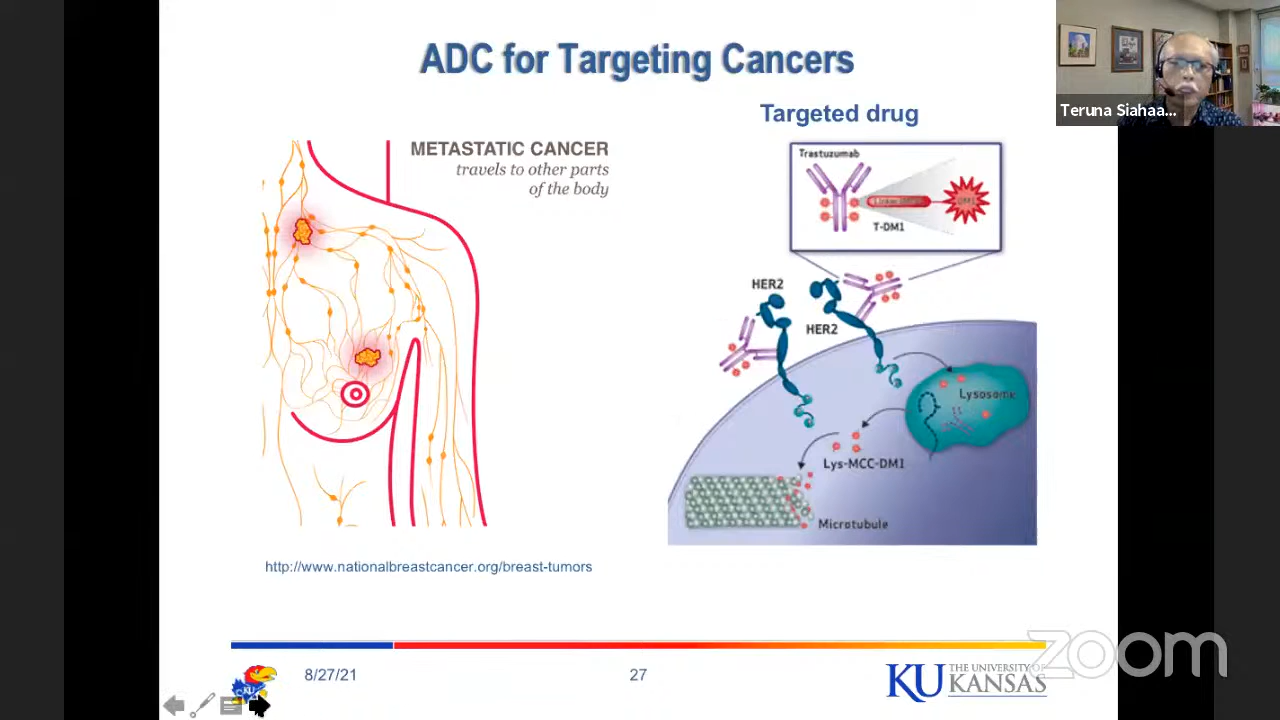 ADC for Targeting Cancers
Teruna Siahaa...
Targeted drug
METASTATIC CANCER
travels to other parts
of the body
Trastuzumab
DM1
T-DM1
HER2
HER2
Lysosome
Lys-MCC-DM1
Microtubule
http://www.nationalbreastcancer.org/breast-tumors
8/27/21
27
KU
KU THE UNIVERSITY OF
KANSAS
zoom